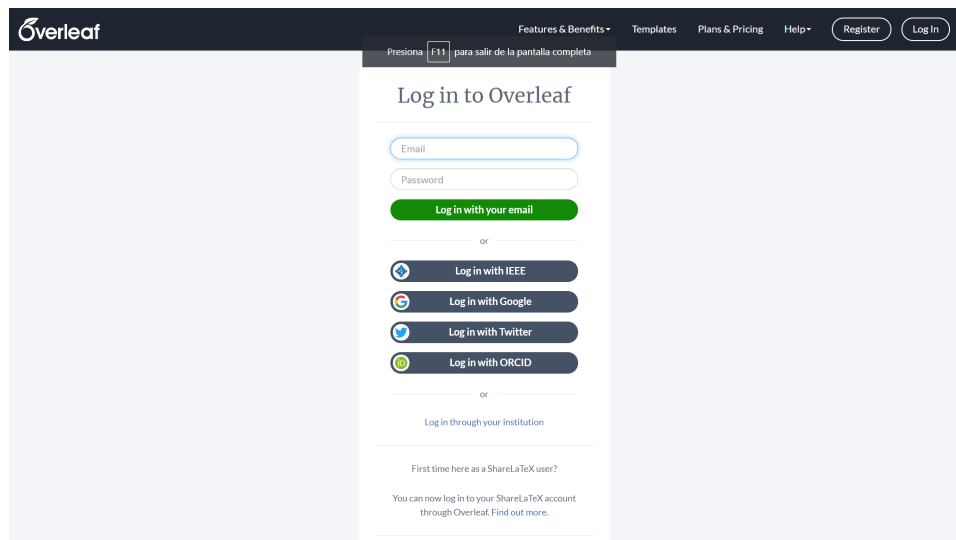 Overleaf
Features & Benefits
Templates
Plans & Pricing
Help
Register
Log In
Presiona F11 para salir de la pantalla completa
Log in to Overleaf
Email
Password
Log in with your email
or
Log in with IEEE
Log in with Google
Log in with Twitter
iD Log in with ORCID
or
Log in through your institution
First time here as a ShareLaTeX user?
You can now log in to your ShareLaTeX account
through Overleaf. Find out more.